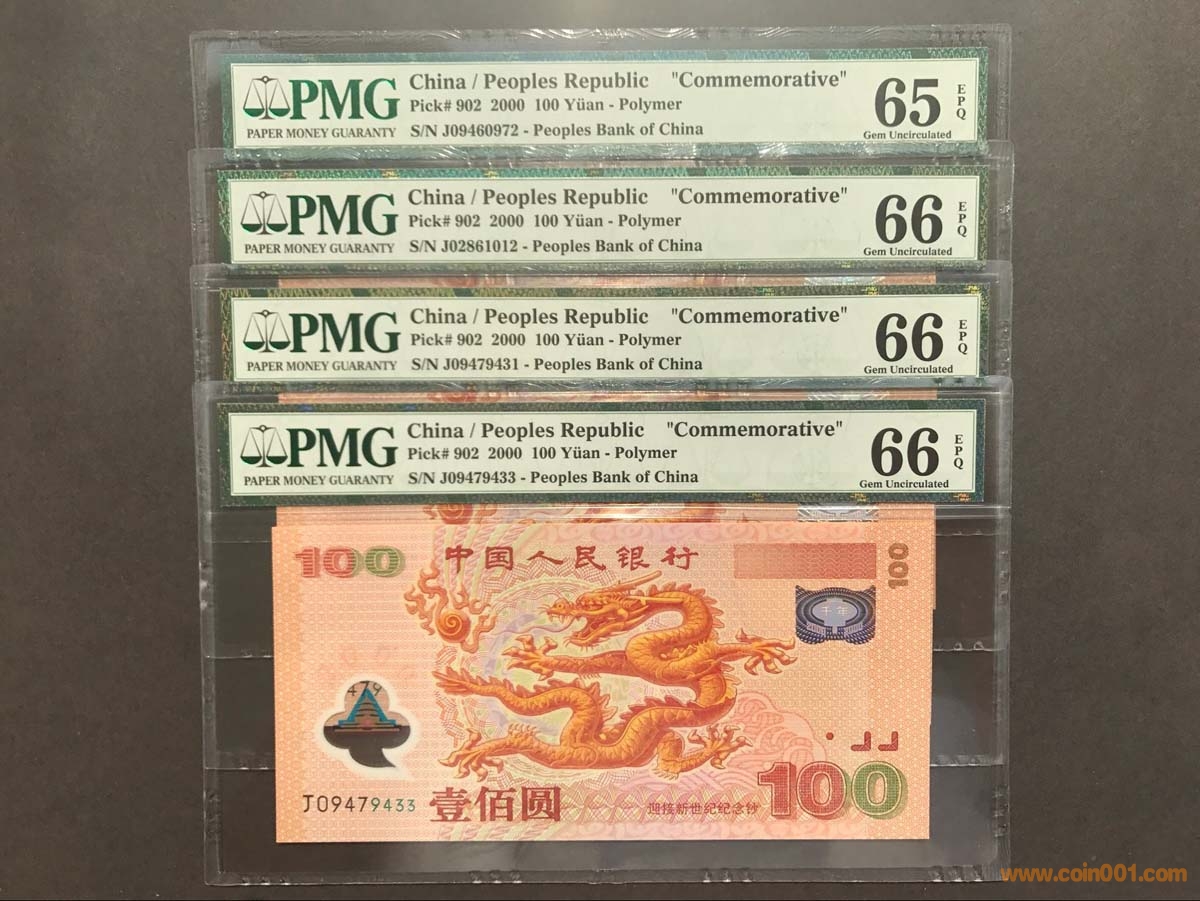 PMG
PAPER MONEY GUARANTY
China / Peoples Republic "Commemorative"
Pick# 902 2000 100 Yüan - Polymer
S/N J09460972 - Peoples Bank of China
65
EPQ
Gem Uncirculated
PMG
PAPER MONEY GUARANTY
China / Peoples Republic "Commemorative"
Pick# 902 2000 100 Yüan - Polymer
S/N J02861012 - Peoples Bank of China
66
EPQ
Gem Uncirculated
PMG
PAPER MONEY GUARANTY
China / Peoples Republic "Commemorative"
Pick# 902 2000 100 Yüan - Polymer
S/N J09479431 - Peoples Bank of China
66
EPQ
Gem Uncirculated
PMG
PAPER MONEY GUARANTY
China / Peoples Republic "Commemorative"
Pick# 902 2000 100 Yüan - Polymer
S/N J09479433 - Peoples Bank of China
66
EPQ
Gem Uncirculated
100
中国人民银行
100
千年
479
J09479433
壹佰圆
迎接新世纪纪念钞
100
www.coin001.com